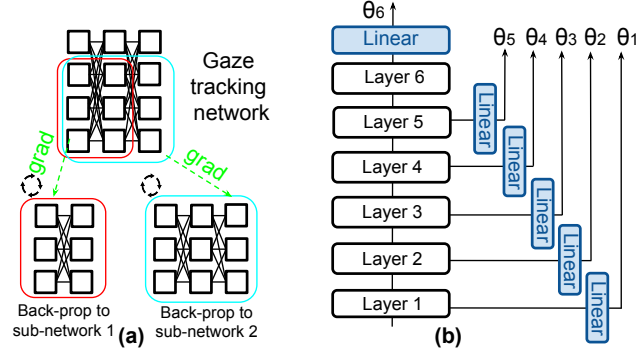 Gaze
tracking
network
grad
grad
Back-prop to
sub-network 1
(a)
Back-prop to
sub-network 2
θ6
θ5
θ4
θ3
θ2
θ1
Linear
Layer 6
Layer 5
Linear
Layer 4
Linear
Layer 3
Linear
Layer 2
Linear
Layer 1
Linear
(b)